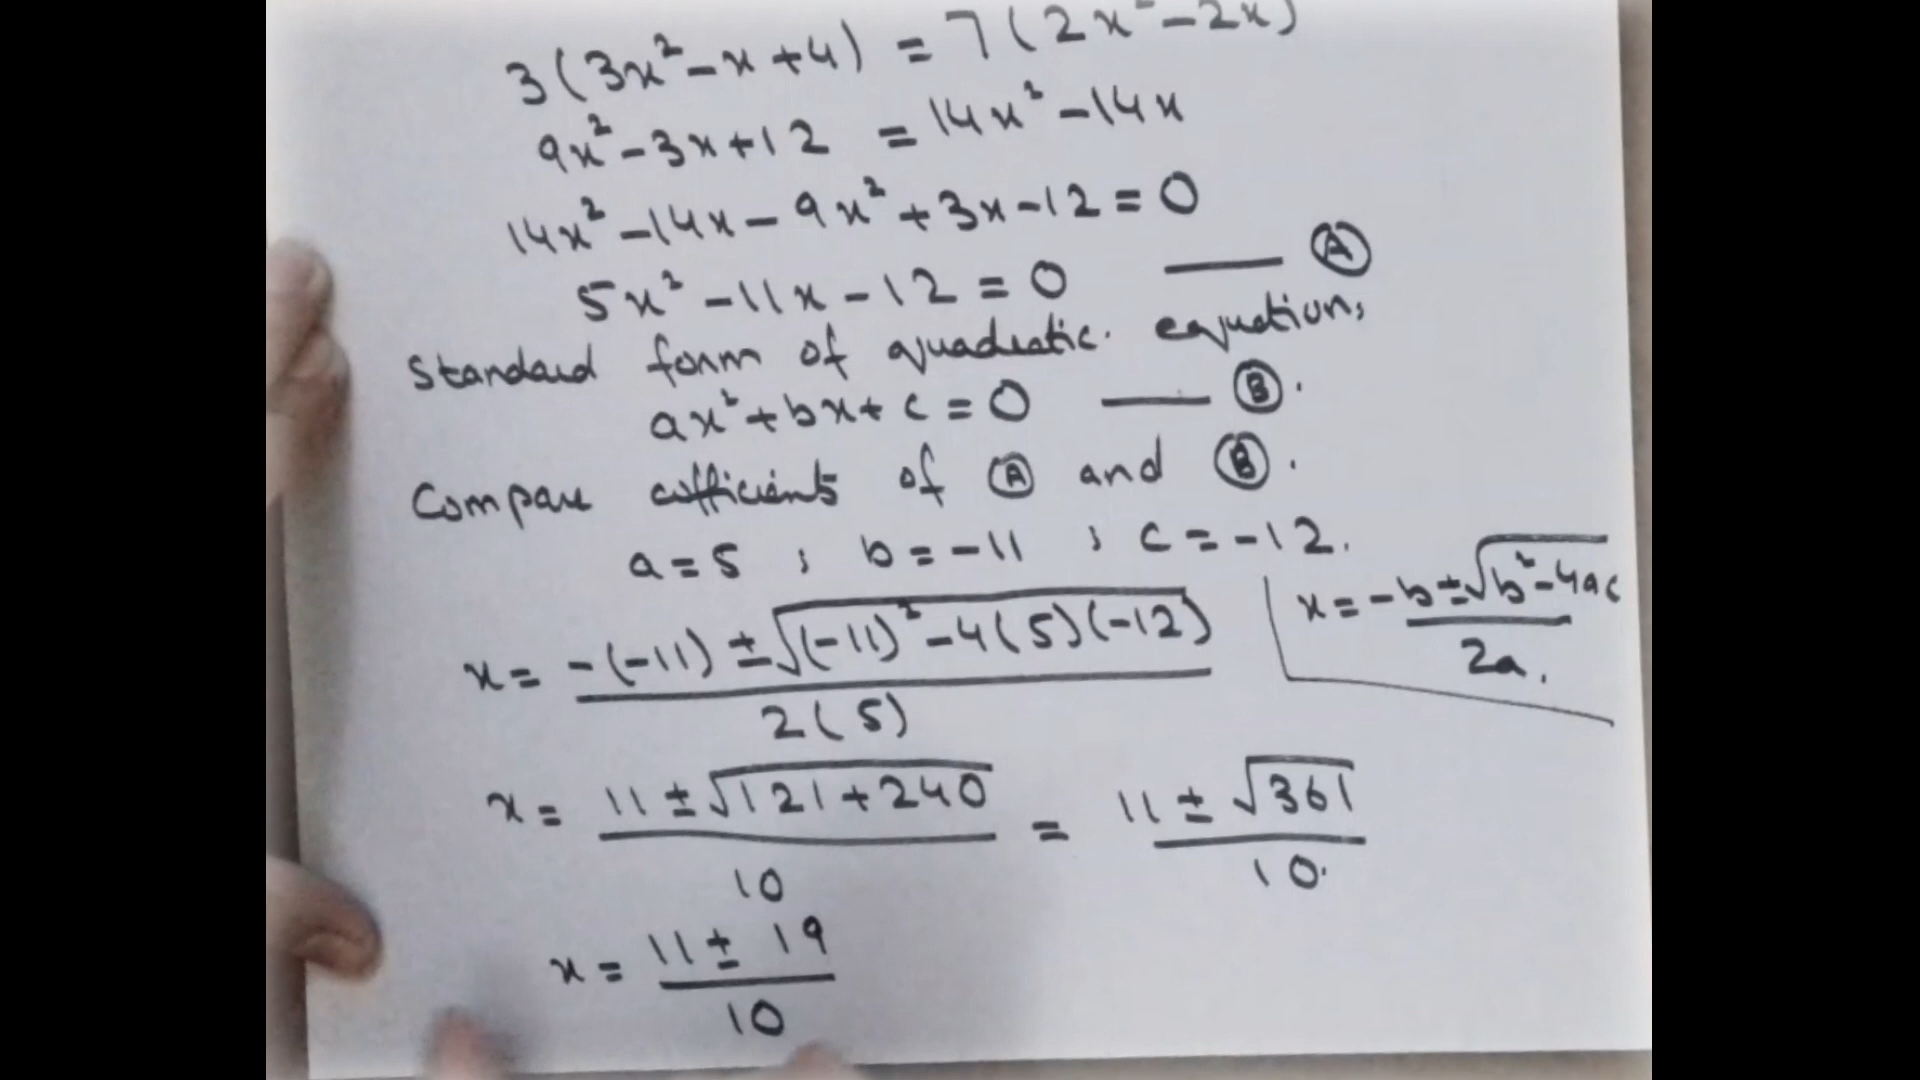 3(3x²-x+4) = 7(2x²-2x)
9x²-3x+12 = 14x²-14x
14x²-14x-9x²+3x-12=0
5x²-11x-12=0 —— Ⓐ
Standard form of quadratic. equation,
ax²+bx+c=0 —— Ⓑ.
Compare cofficients of Ⓐ and Ⓑ.
a=5 , b=-11 , c=-12.
x=-b±√(b²-4ac)/2a.
x= -(-11)±√((-11)²-4(5)(-12))/2(5)
x= 11±√(121+240)/10 = 11±√361/10.
x= 11±19/10